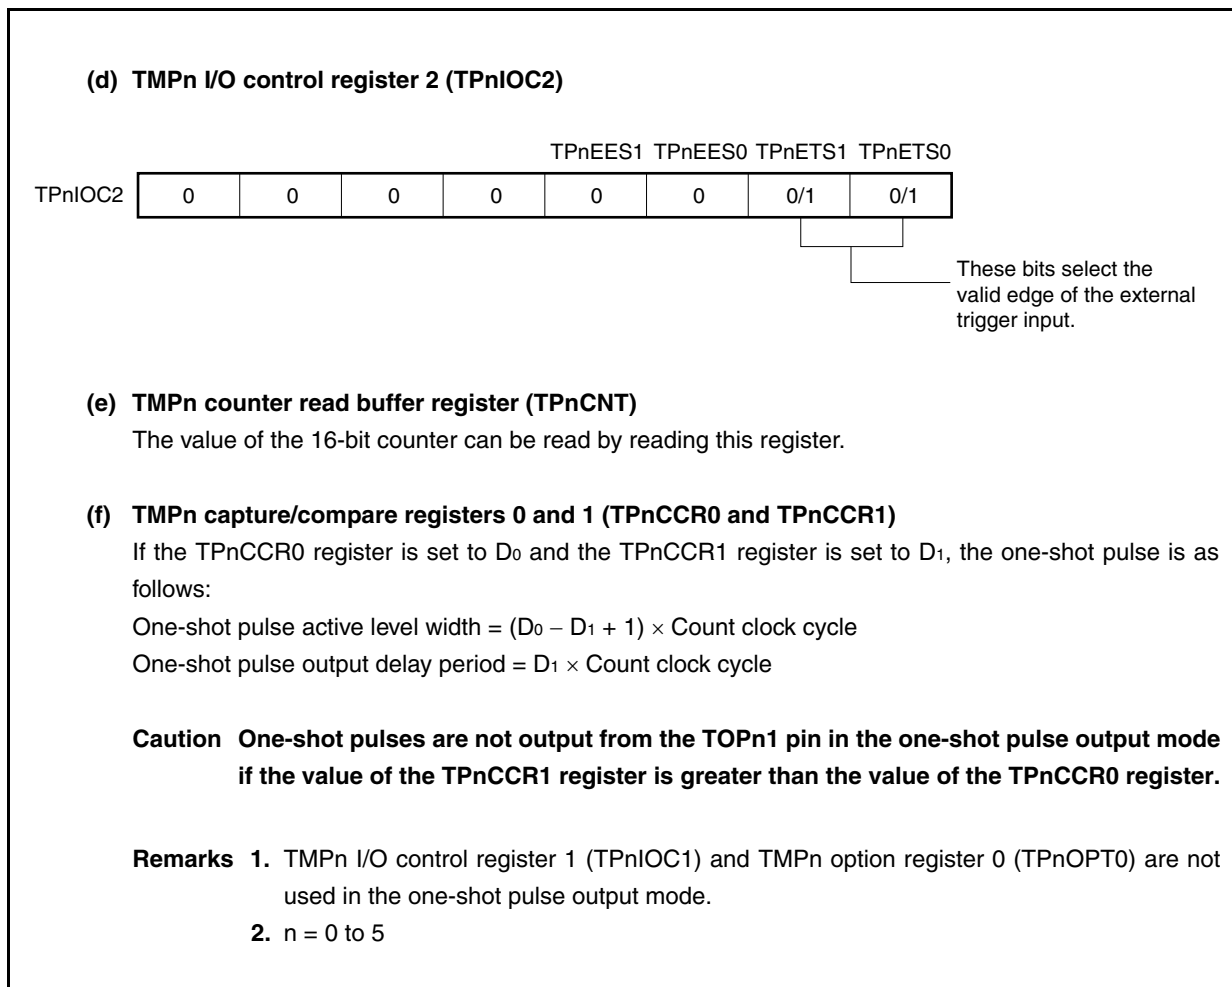 (d) TMPn I/O control register 2 (TPnIOC2)
TPnEES1 TPnEES0 TPnETS1 TPnETS0
TPnIOC2 0 0 0 0 0 0 0/1 0/1
These bits select the
valid edge of the external
trigger input.
(e) TMPn counter read buffer register (TPnCNT)
The value of the 16-bit counter can be read by reading this register.
(f) TMPn capture/compare registers 0 and 1 (TPnCCR0 and TPnCCR1)
If the TPnCCR0 register is set to D0 and the TPnCCR1 register is set to D1, the one-shot pulse is as
follows:
One-shot pulse active level width = (D0 − D1 + 1) × Count clock cycle
One-shot pulse output delay period = D1 × Count clock cycle
Caution One-shot pulses are not output from the TOPn1 pin in the one-shot pulse output mode
if the value of the TPnCCR1 register is greater than the value of the TPnCCR0 register.
Remarks 1. TMPn I/O control register 1 (TPnIOC1) and TMPn option register 0 (TPnOPT0) are not
used in the one-shot pulse output mode.
2. n = 0 to 5